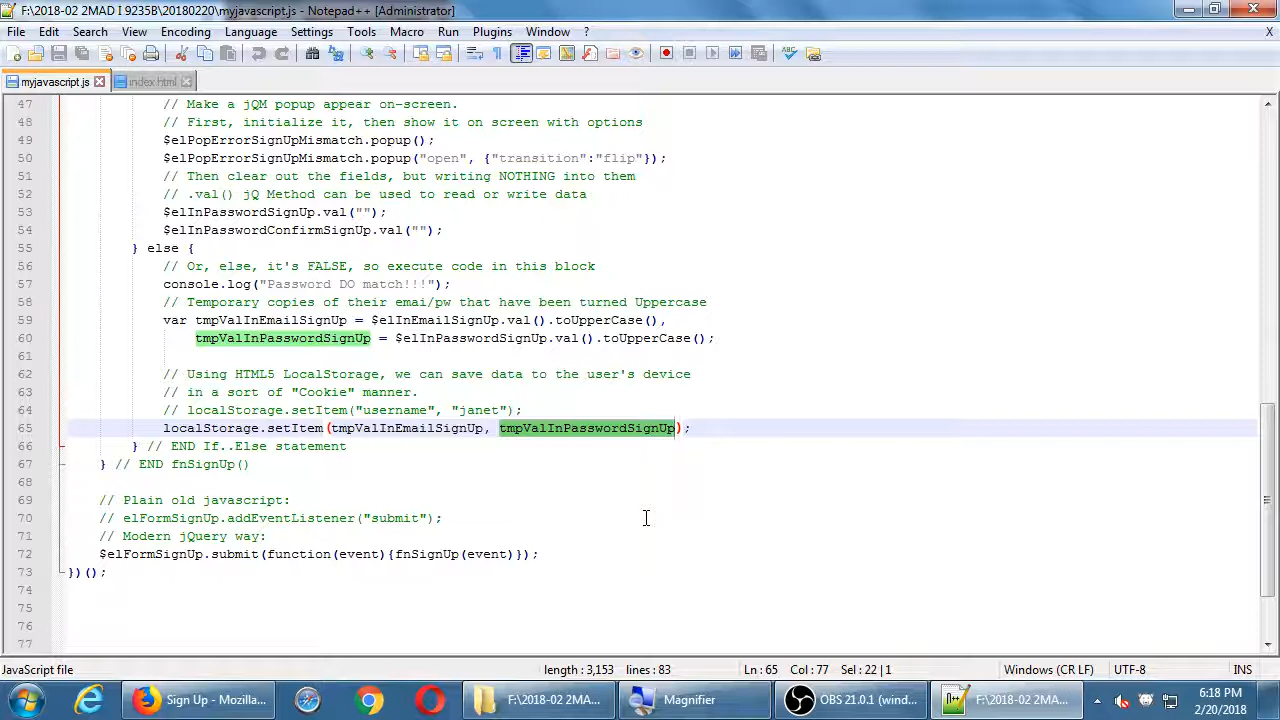 F:\2018-02 2MAD I 9235B\20180220\myjavascript.js - Notepad++ [Administrator]
File Edit Search View Encoding Language Settings Tools Macro Run Plugins Window ? X
myjavascript.js index.html
47 // Make a jQM popup appear on-screen.
48 // First, initialize it, then show it on screen with options
49 $elPopErrorSignUpMismatch.popup();
50 $elPopErrorSignUpMismatch.popup("open", {"transition":"flip"});
51 // Then clear out the fields, but writing NOTHING into them
52 // .val() jQ Method can be used to read or write data
53 $elInPasswordSignUp.val("");
54 $elInPasswordConfirmSignUp.val("");
55 } else {
56 // Or, else, it's FALSE, so execute code in this block
57 console.log("Password DO match!!!");
58 // Temporary copies of their emai/pw that have been turned Uppercase
59 var tmpValInEmailSignUp = $elInEmailSignUp.val().toUpperCase(),
60 tmpValInPasswordSignUp = $elInPasswordSignUp.val().toUpperCase();
61
62 // Using HTML5 LocalStorage, we can save data to the user's device
63 // in a sort of "Cookie" manner.
64 // localStorage.setItem("username", "janet");
65 localStorage.setItem(tmpValInEmailSignUp, tmpValInPasswordSignUp);
66 } // END If..Else statement
67 } // END fnSignUp()
68
69 // Plain old javascript:
70 // elFormSignUp.addEventListener("submit");
71 // Modern jQuery way:
72 $elFormSignUp.submit(function(event){fnSignUp(event)});
73 })();
74
75
76
77
JavaScript file length : 3,153 lines : 83 Ln : 65 Col : 77 Sel : 22 | 1 Windows (CR LF) UTF-8 INS
Sign Up - Mozilla... F:\2018-02 2MA... Magnifier OBS 21.0.1 (wind... F:\2018-02 2MA... 6:18 PM
2/20/2018